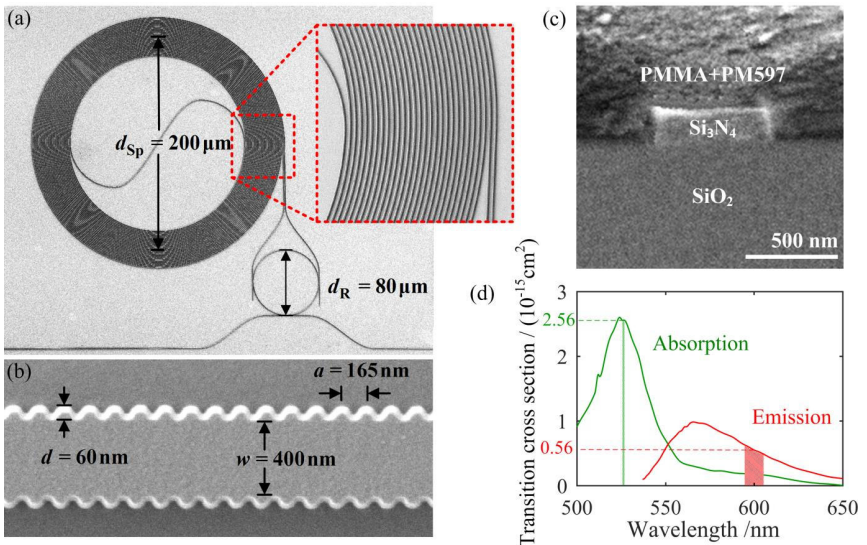 (a)
d_Sp = 200 μm
d_R = 80 μm
(b)
a = 165 nm
d = 60 nm
w = 400 nm
(c)
PMMA+PM597
Si₃N₄
SiO₂
500 nm
(d)
Transition cross section / (10⁻¹⁵cm²)
3
2.56
2
1
0.56
0
Absorption
Emission
500
550
600
650
Wavelength /nm